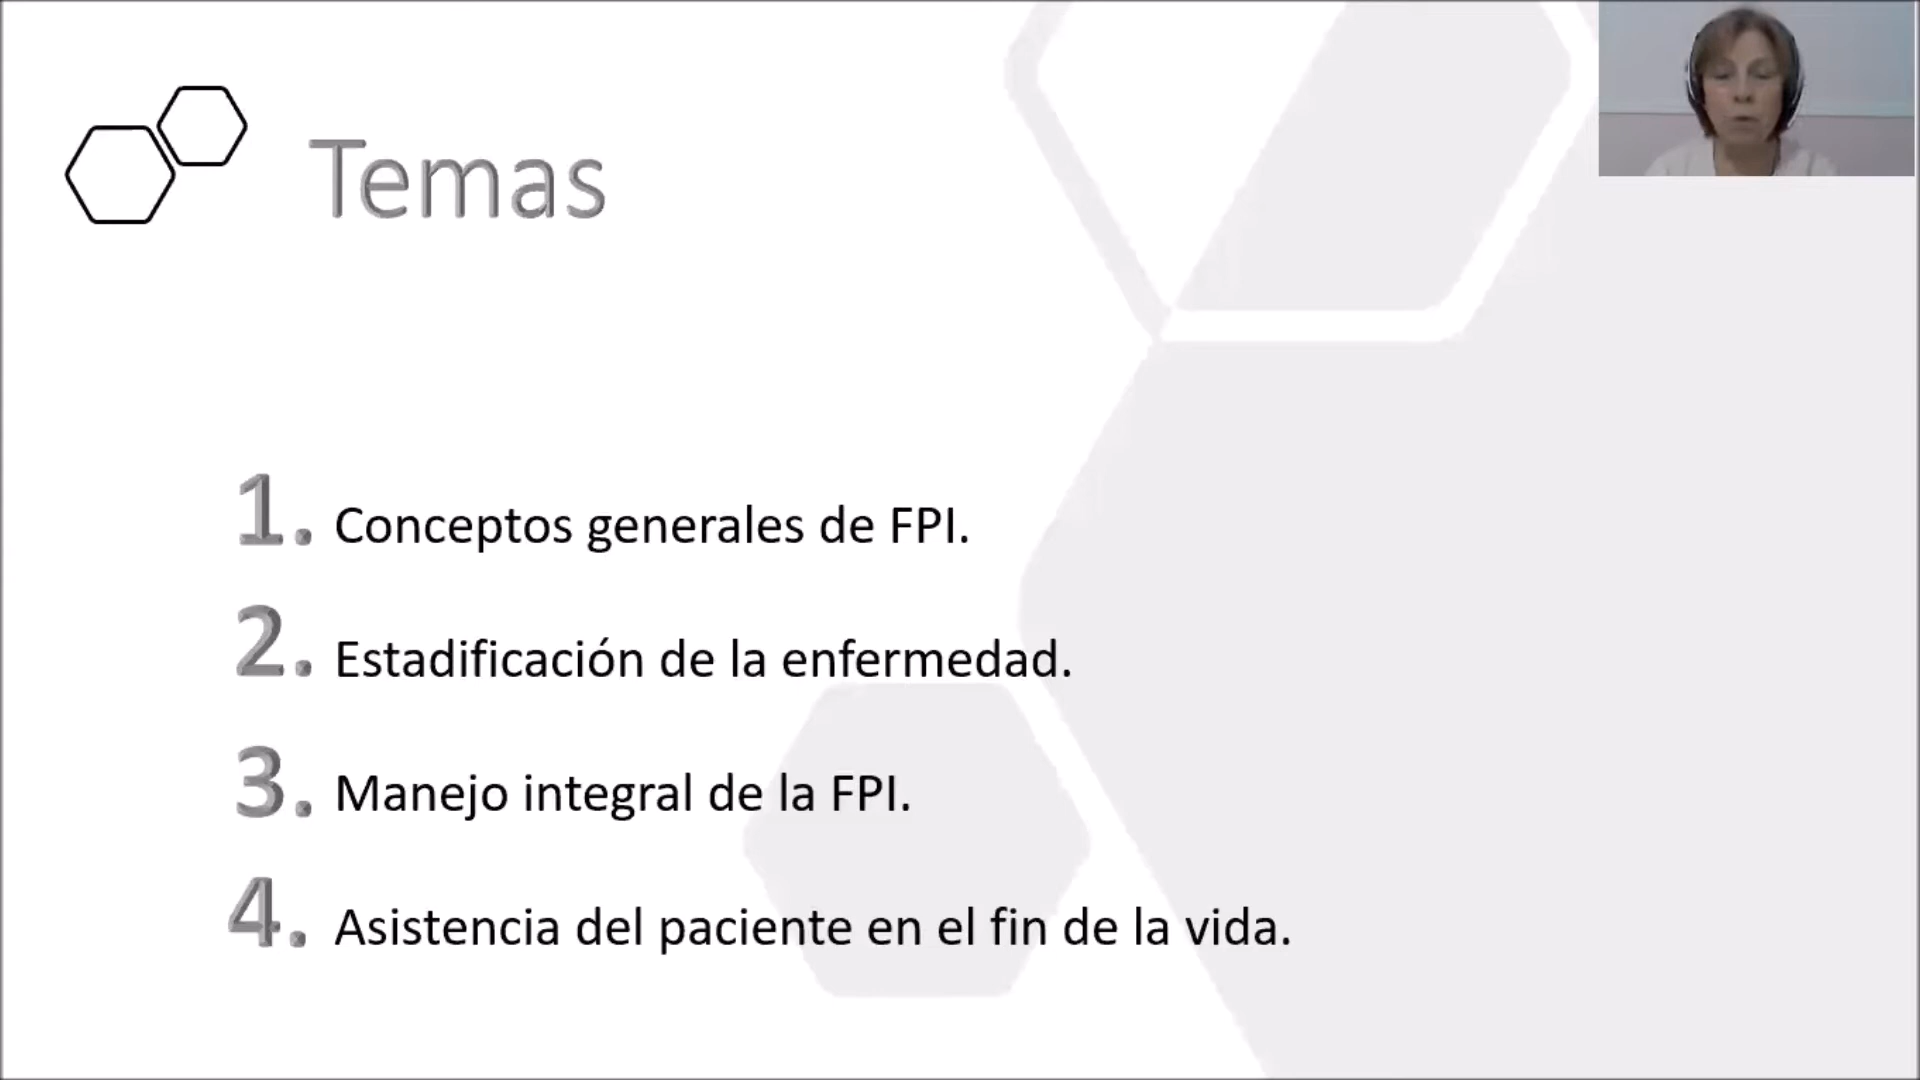 Temas
1. Conceptos generales de FPI.
2. Estadificación de la enfermedad.
3. Manejo integral de la FPI.
4. Asistencia del paciente en el fin de la vida.